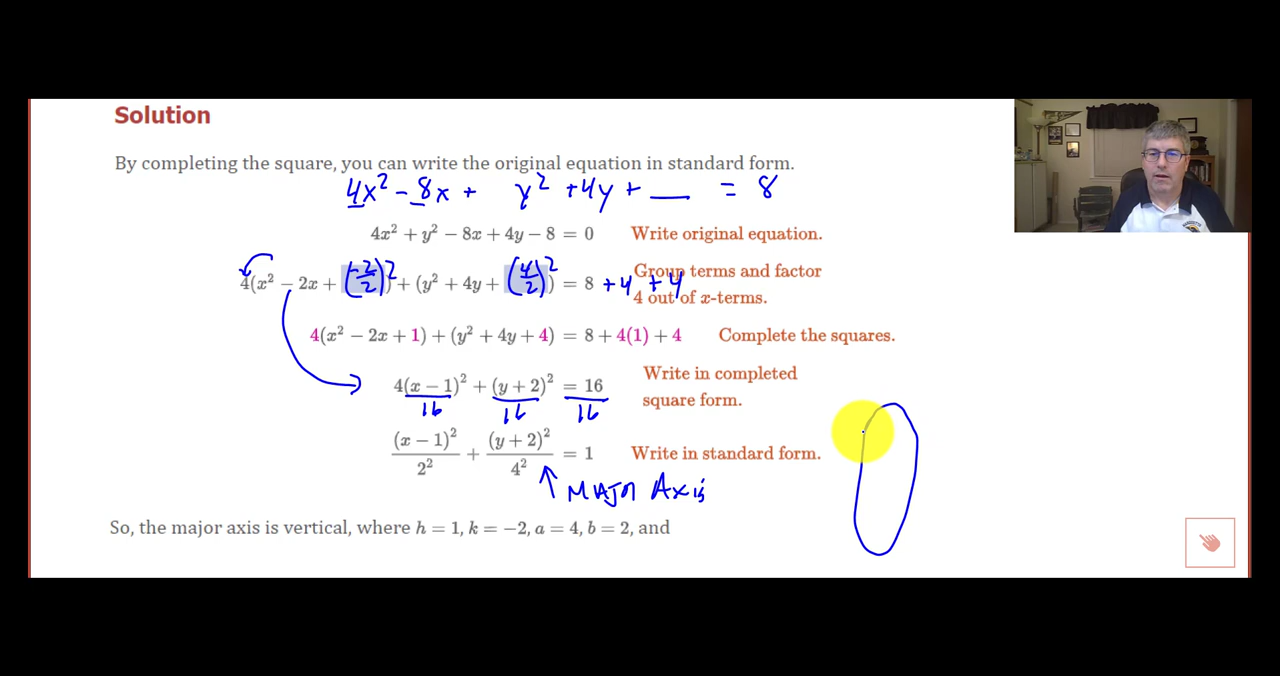 Solution
By completing the square, you can write the original equation in standard form.
4x² - 8x + y² + 4y + __ = 8
4x² + y² − 8x + 4y − 8 = 0 Write original equation.
4(x² − 2x + (-2/2)²) + (y² + 4y + (4/2)²) = 8 +4 +4 Group terms and factor
4 out of x-terms.
4(x² − 2x + 1) + (y² + 4y + 4) = 8 + 4(1) + 4 Complete the squares.
4(x − 1)² + (y + 2)² = 16 Write in completed
square form.
16 16 16
(x − 1)²/2² + (y + 2)²/4² = 1 Write in standard form.
↑ MAJOR AXIS
So, the major axis is vertical, where h = 1, k = −2, a = 4, b = 2, and